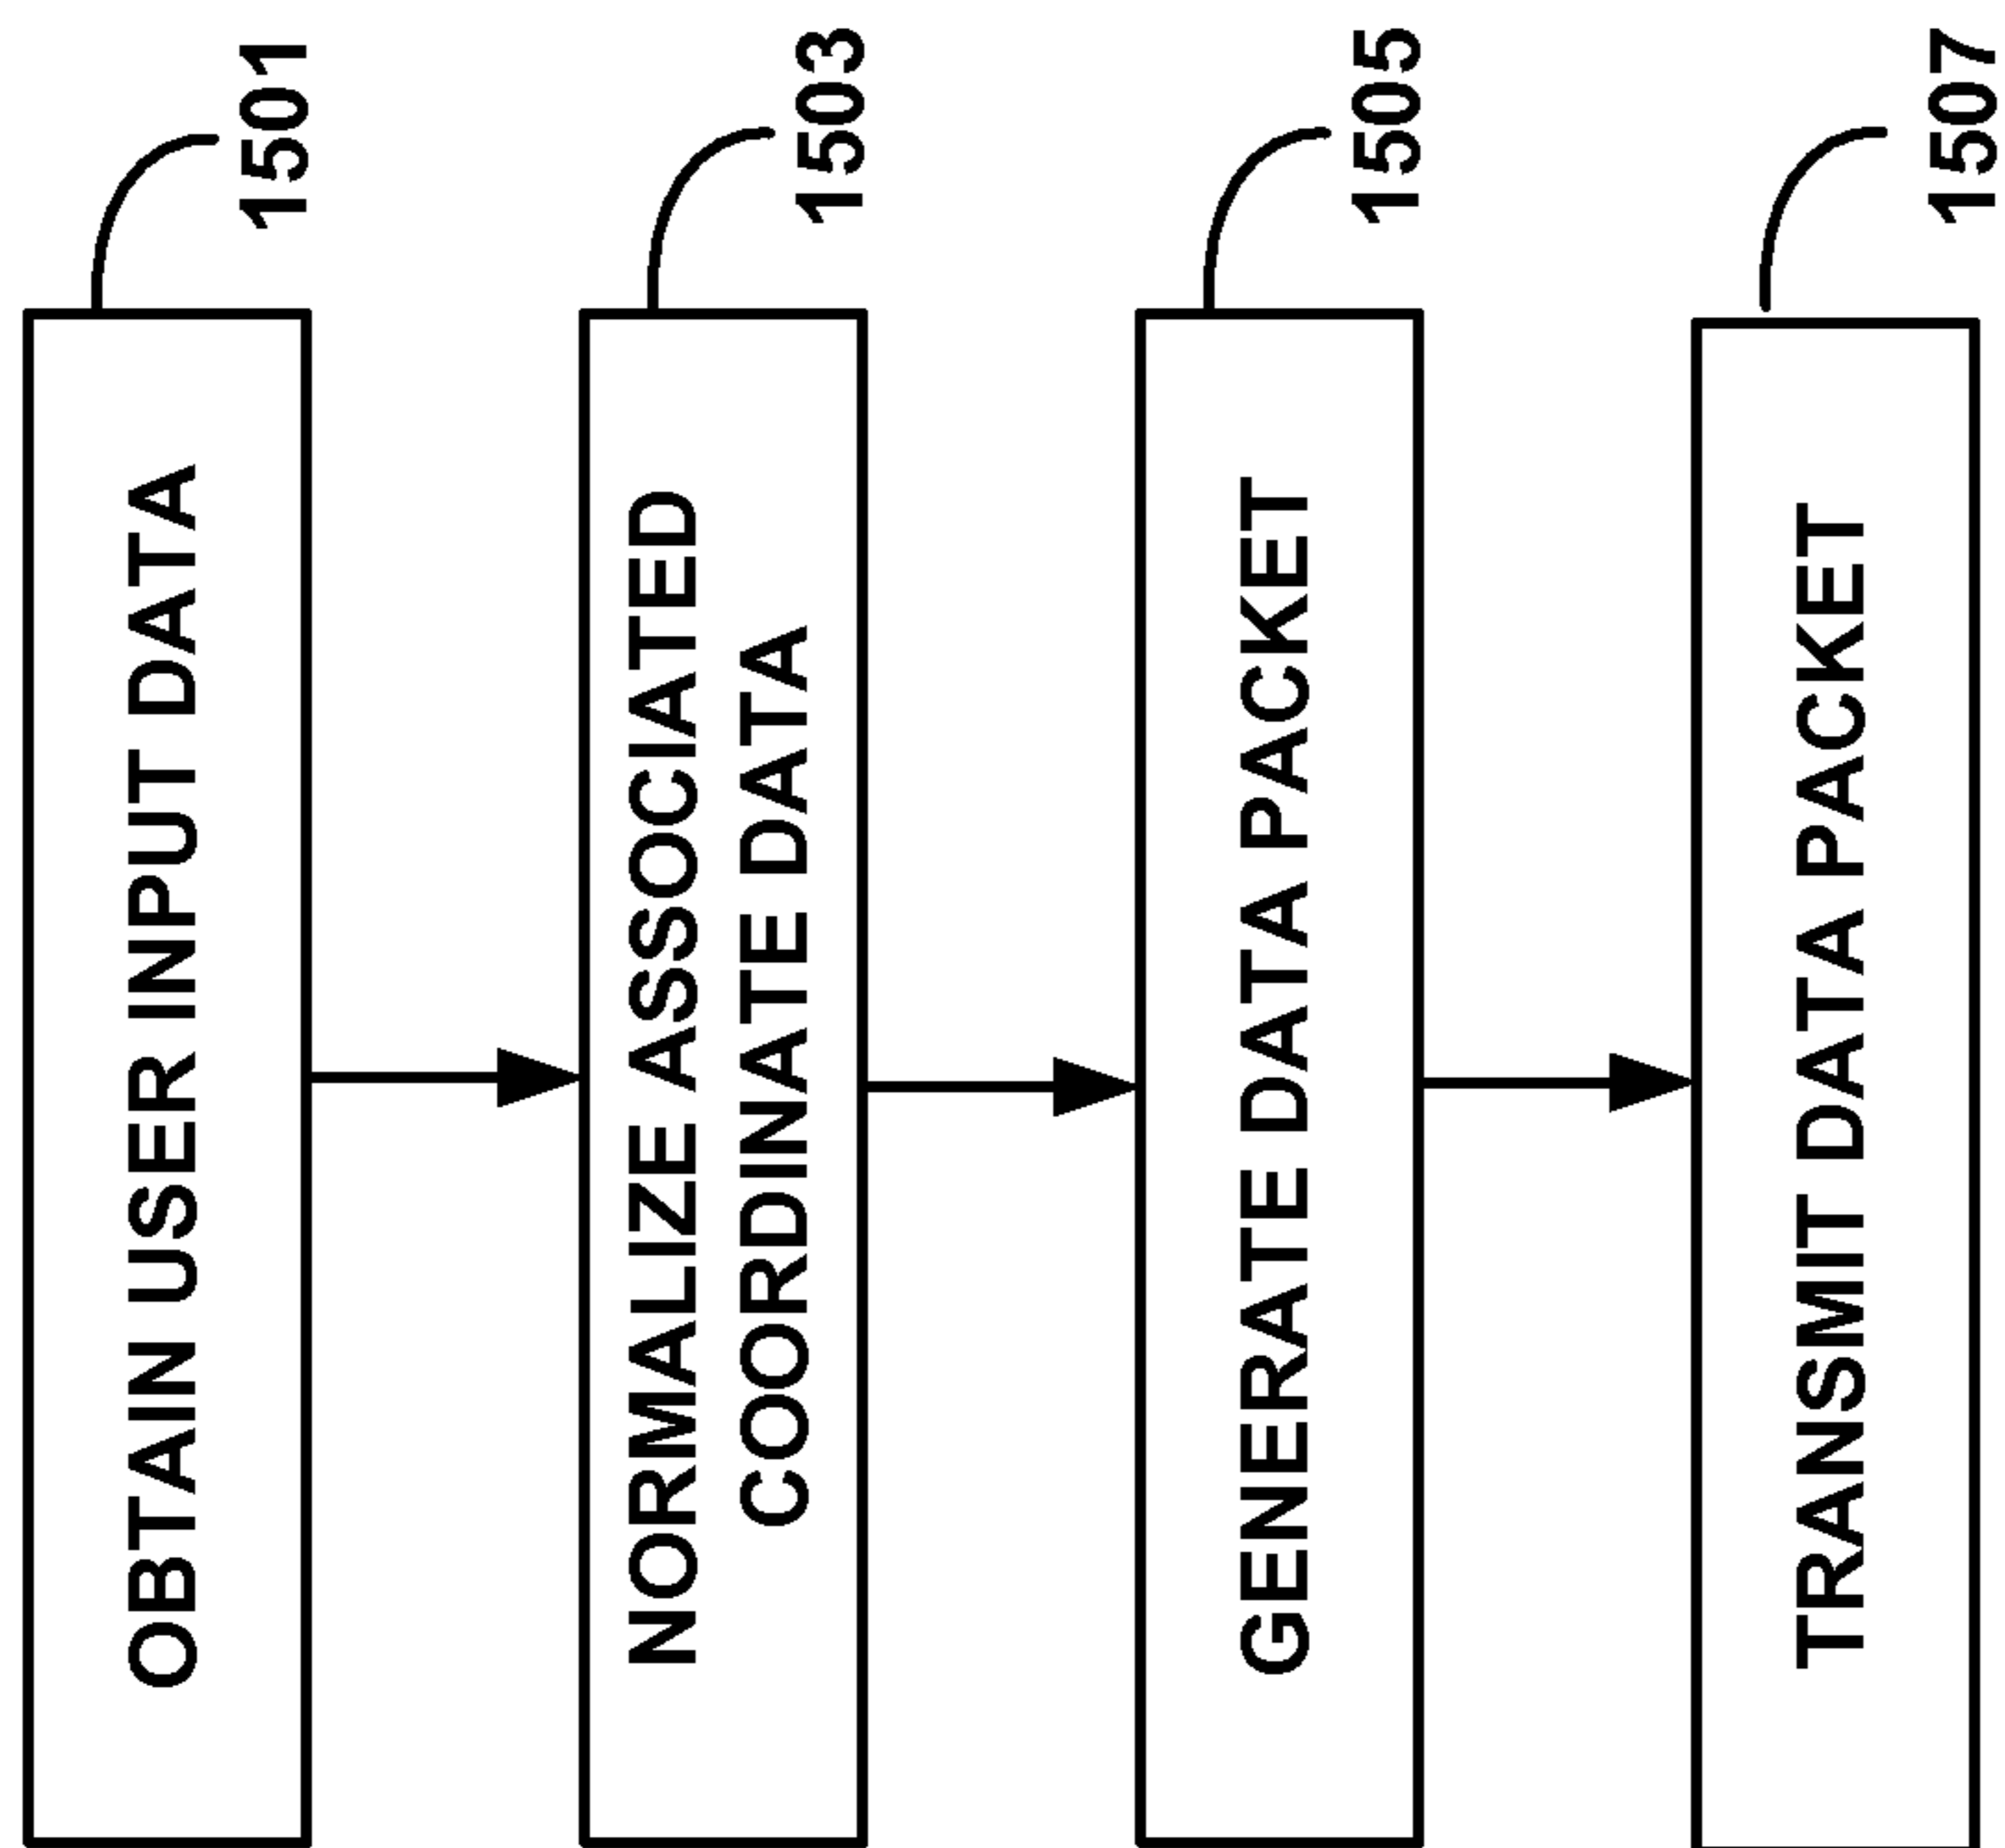 OBTAIN USER INPUT DATA
1501
NORMALIZE ASSOCIATED
COORDINATE DATA
1503
GENERATE DATA PACKET
1505
TRANSMIT DATA PACKET
1507